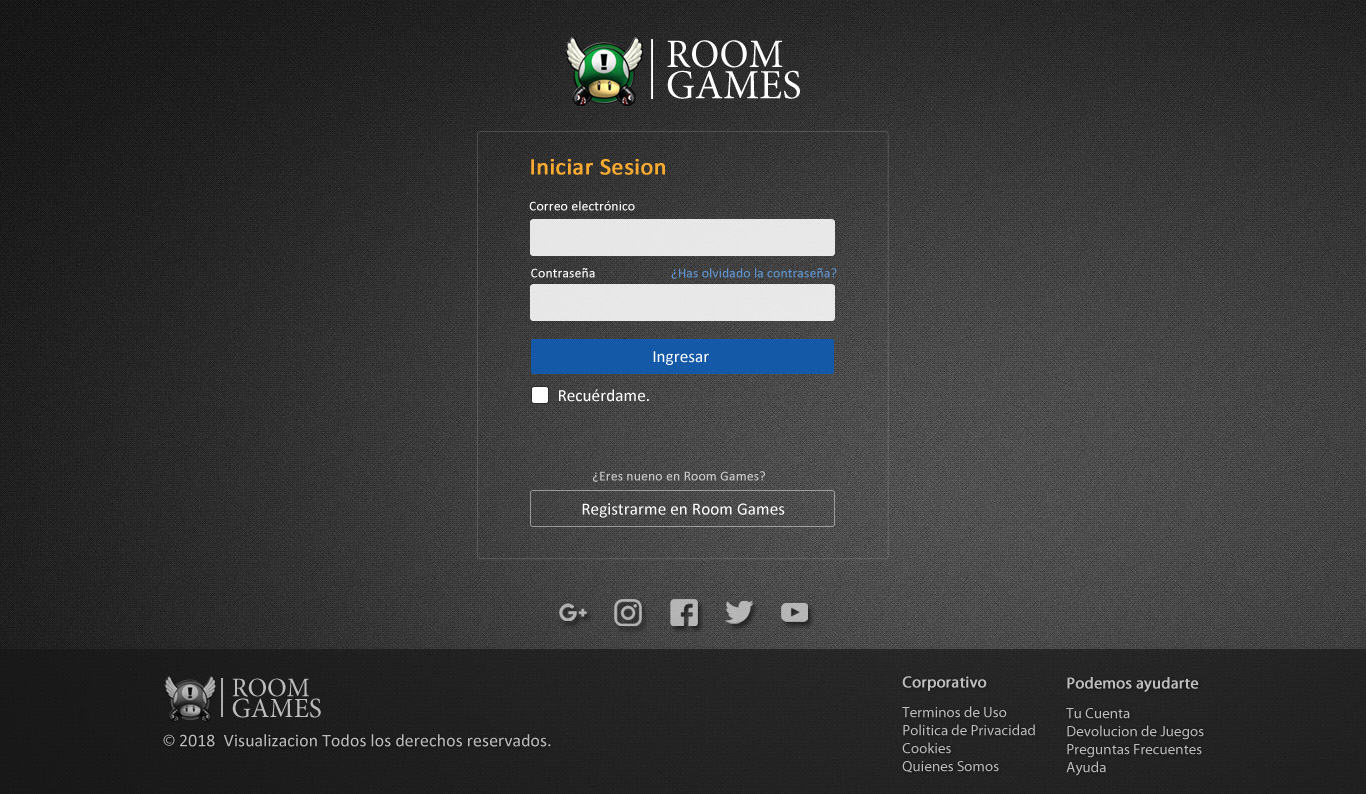 ROOM
GAMES
Iniciar Sesion
Correo electrónico
Contraseña ¿Has olvidado la contraseña?
Ingresar
Recuérdame.
¿Eres nueno en Room Games?
Registrarme en Room Games
ROOM
GAMES
© 2018 Visualizacion Todos los derechos reservados.
Corporativo
Terminos de Uso
Politica de Privacidad
Cookies
Quienes Somos
Podemos ayudarte
Tu Cuenta
Devolucion de Juegos
Preguntas Frecuentes
Ayuda